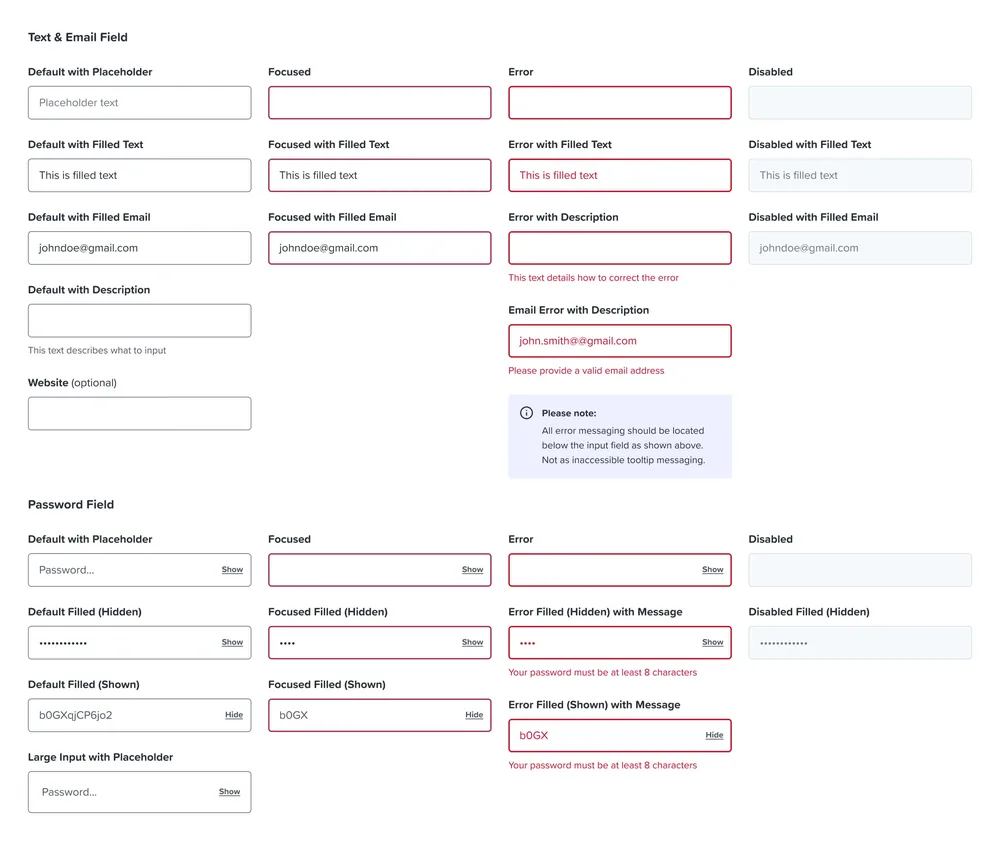 Text & Email Field
Default with Placeholder
Focused
Error
Disabled
Placeholder text
Default with Filled Text
Focused with Filled Text
Error with Filled Text
Disabled with Filled Text
This is filled text
This is filled text
This is filled text
This is filled text
Default with Filled Email
Focused with Filled Email
Error with Description
Disabled with Filled Email
johndoe@gmail.com
johndoe@gmail.com
johndoe@gmail.com
This text details how to correct the error
Default with Description
This text describes what to input
Email Error with Description
john.smith@@gmail.com
Please provide a valid email address
Website (optional)
Please note:
All error messaging should be located
below the input field as shown above.
Not as inaccessible tooltip messaging.
Password Field
Default with Placeholder
Focused
Error
Disabled
Password... Show
Show
Show
Default Filled (Hidden)
Focused Filled (Hidden)
Error Filled (Hidden) with Message
Disabled Filled (Hidden)
•••••••••••• Show
•••• Show
•••• Show
••••••••••••
Your password must be at least 8 characters
Default Filled (Shown)
Focused Filled (Shown)
Error Filled (Shown) with Message
b0GXqjCP6jo2 Hide
b0GX Hide
b0GX Hide
Your password must be at least 8 characters
Large Input with Placeholder
Password... Show